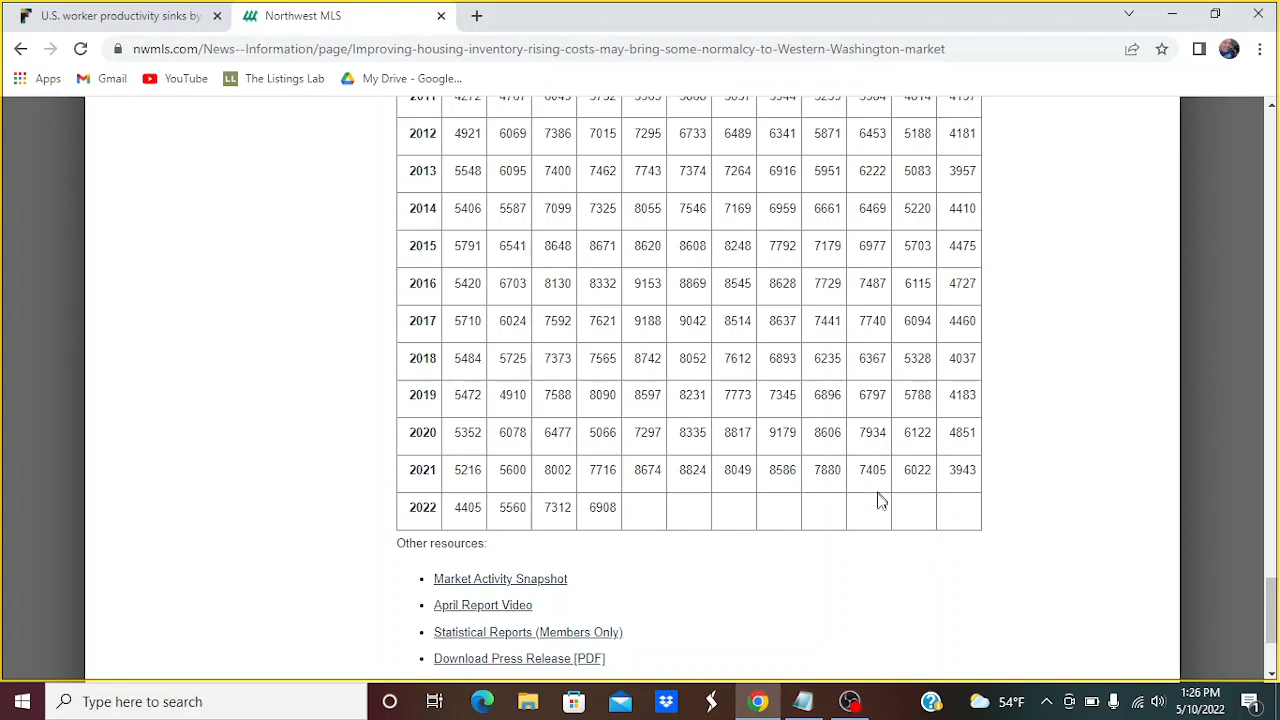 U.S. worker productivity sinks by
Northwest MLS
nwmls.com/News--Information/page/Improving-housing-inventory-rising-costs-may-bring-some-normalcy-to-Western-Washington-market
Apps Gmail YouTube LL The Listings Lab My Drive - Google...
2012 4921 6069 7386 7015 7295 6733 6489 6341 5871 6453 5188 4181
2013 5548 6095 7400 7462 7743 7374 7264 6916 5951 6222 5083 3957
2014 5406 5587 7099 7325 8055 7546 7169 6959 6661 6469 5220 4410
2015 5791 6541 8648 8671 8620 8608 8248 7792 7179 6977 5703 4475
2016 5420 6703 8130 8332 9153 8869 8545 8628 7729 7487 6115 4727
2017 5710 6024 7592 7621 9188 9042 8514 8637 7441 7740 6094 4460
2018 5484 5725 7373 7565 8742 8052 7612 6893 6235 6367 5328 4037
2019 5472 4910 7588 8090 8597 8231 7773 7345 6896 6797 5788 4183
2020 5352 6078 6477 5066 7297 8335 8817 9179 8606 7934 6122 4851
2021 5216 5600 8002 7716 8674 8824 8049 8586 7880 7405 6022 3943
2022 4405 5560 7312 6908
Other resources:
• Market Activity Snapshot
• April Report Video
• Statistical Reports (Members Only)
• Download Press Release [PDF]
Type here to search
54°F
1:26 PM
5/10/2022
1